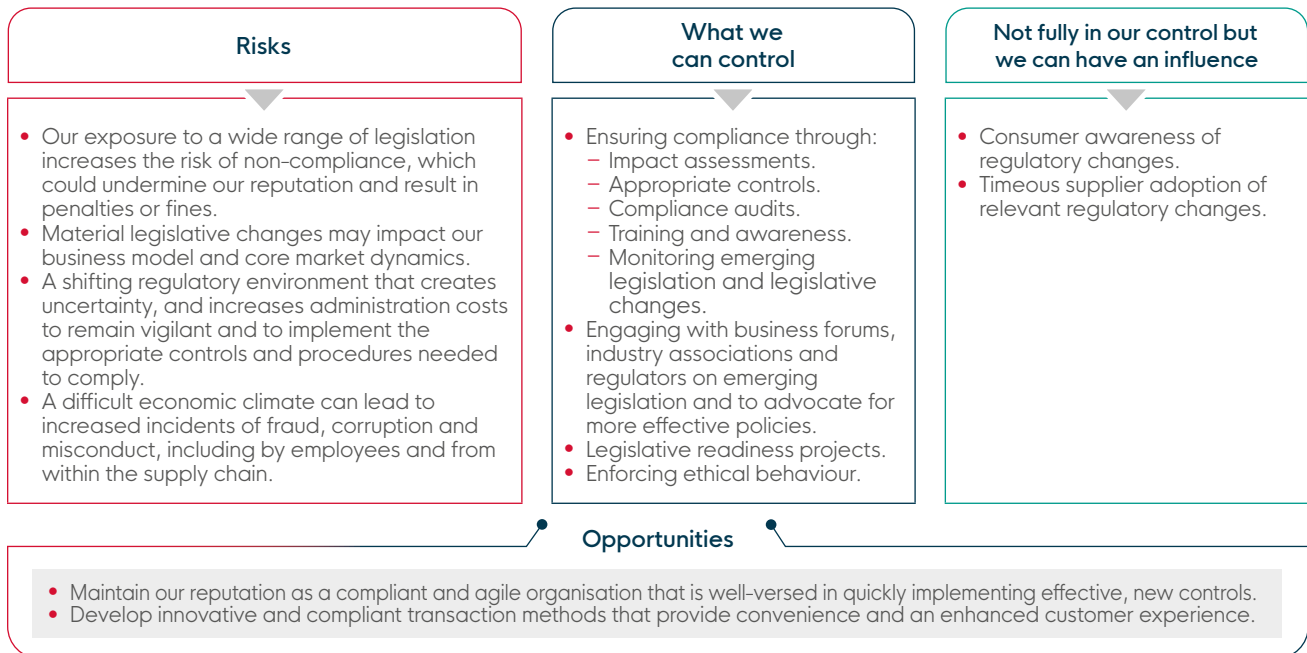 Risks
• Our exposure to a wide range of legislation
increases the risk of non-compliance, which
could undermine our reputation and result in
penalties or fines.
• Material legislative changes may impact our
business model and core market dynamics.
• A shifting regulatory environment that creates
uncertainty, and increases administration costs
to remain vigilant and to implement the
appropriate controls and procedures needed
to comply.
• A difficult economic climate can lead to
increased incidents of fraud, corruption and
misconduct, including by employees and from
within the supply chain.
What we
can control
• Ensuring compliance through:
– Impact assessments.
– Appropriate controls.
– Compliance audits.
– Training and awareness.
– Monitoring emerging
legislation and legislative
changes.
• Engaging with business forums,
industry associations and
regulators on emerging
legislation and to advocate for
more effective policies.
• Legislative readiness projects.
• Enforcing ethical behaviour.
Not fully in our control but
we can have an influence
• Consumer awareness of
regulatory changes.
• Timeous supplier adoption of
relevant regulatory changes.
Opportunities
• Maintain our reputation as a compliant and agile organisation that is well-versed in quickly implementing effective, new controls.
• Develop innovative and compliant transaction methods that provide convenience and an enhanced customer experience.